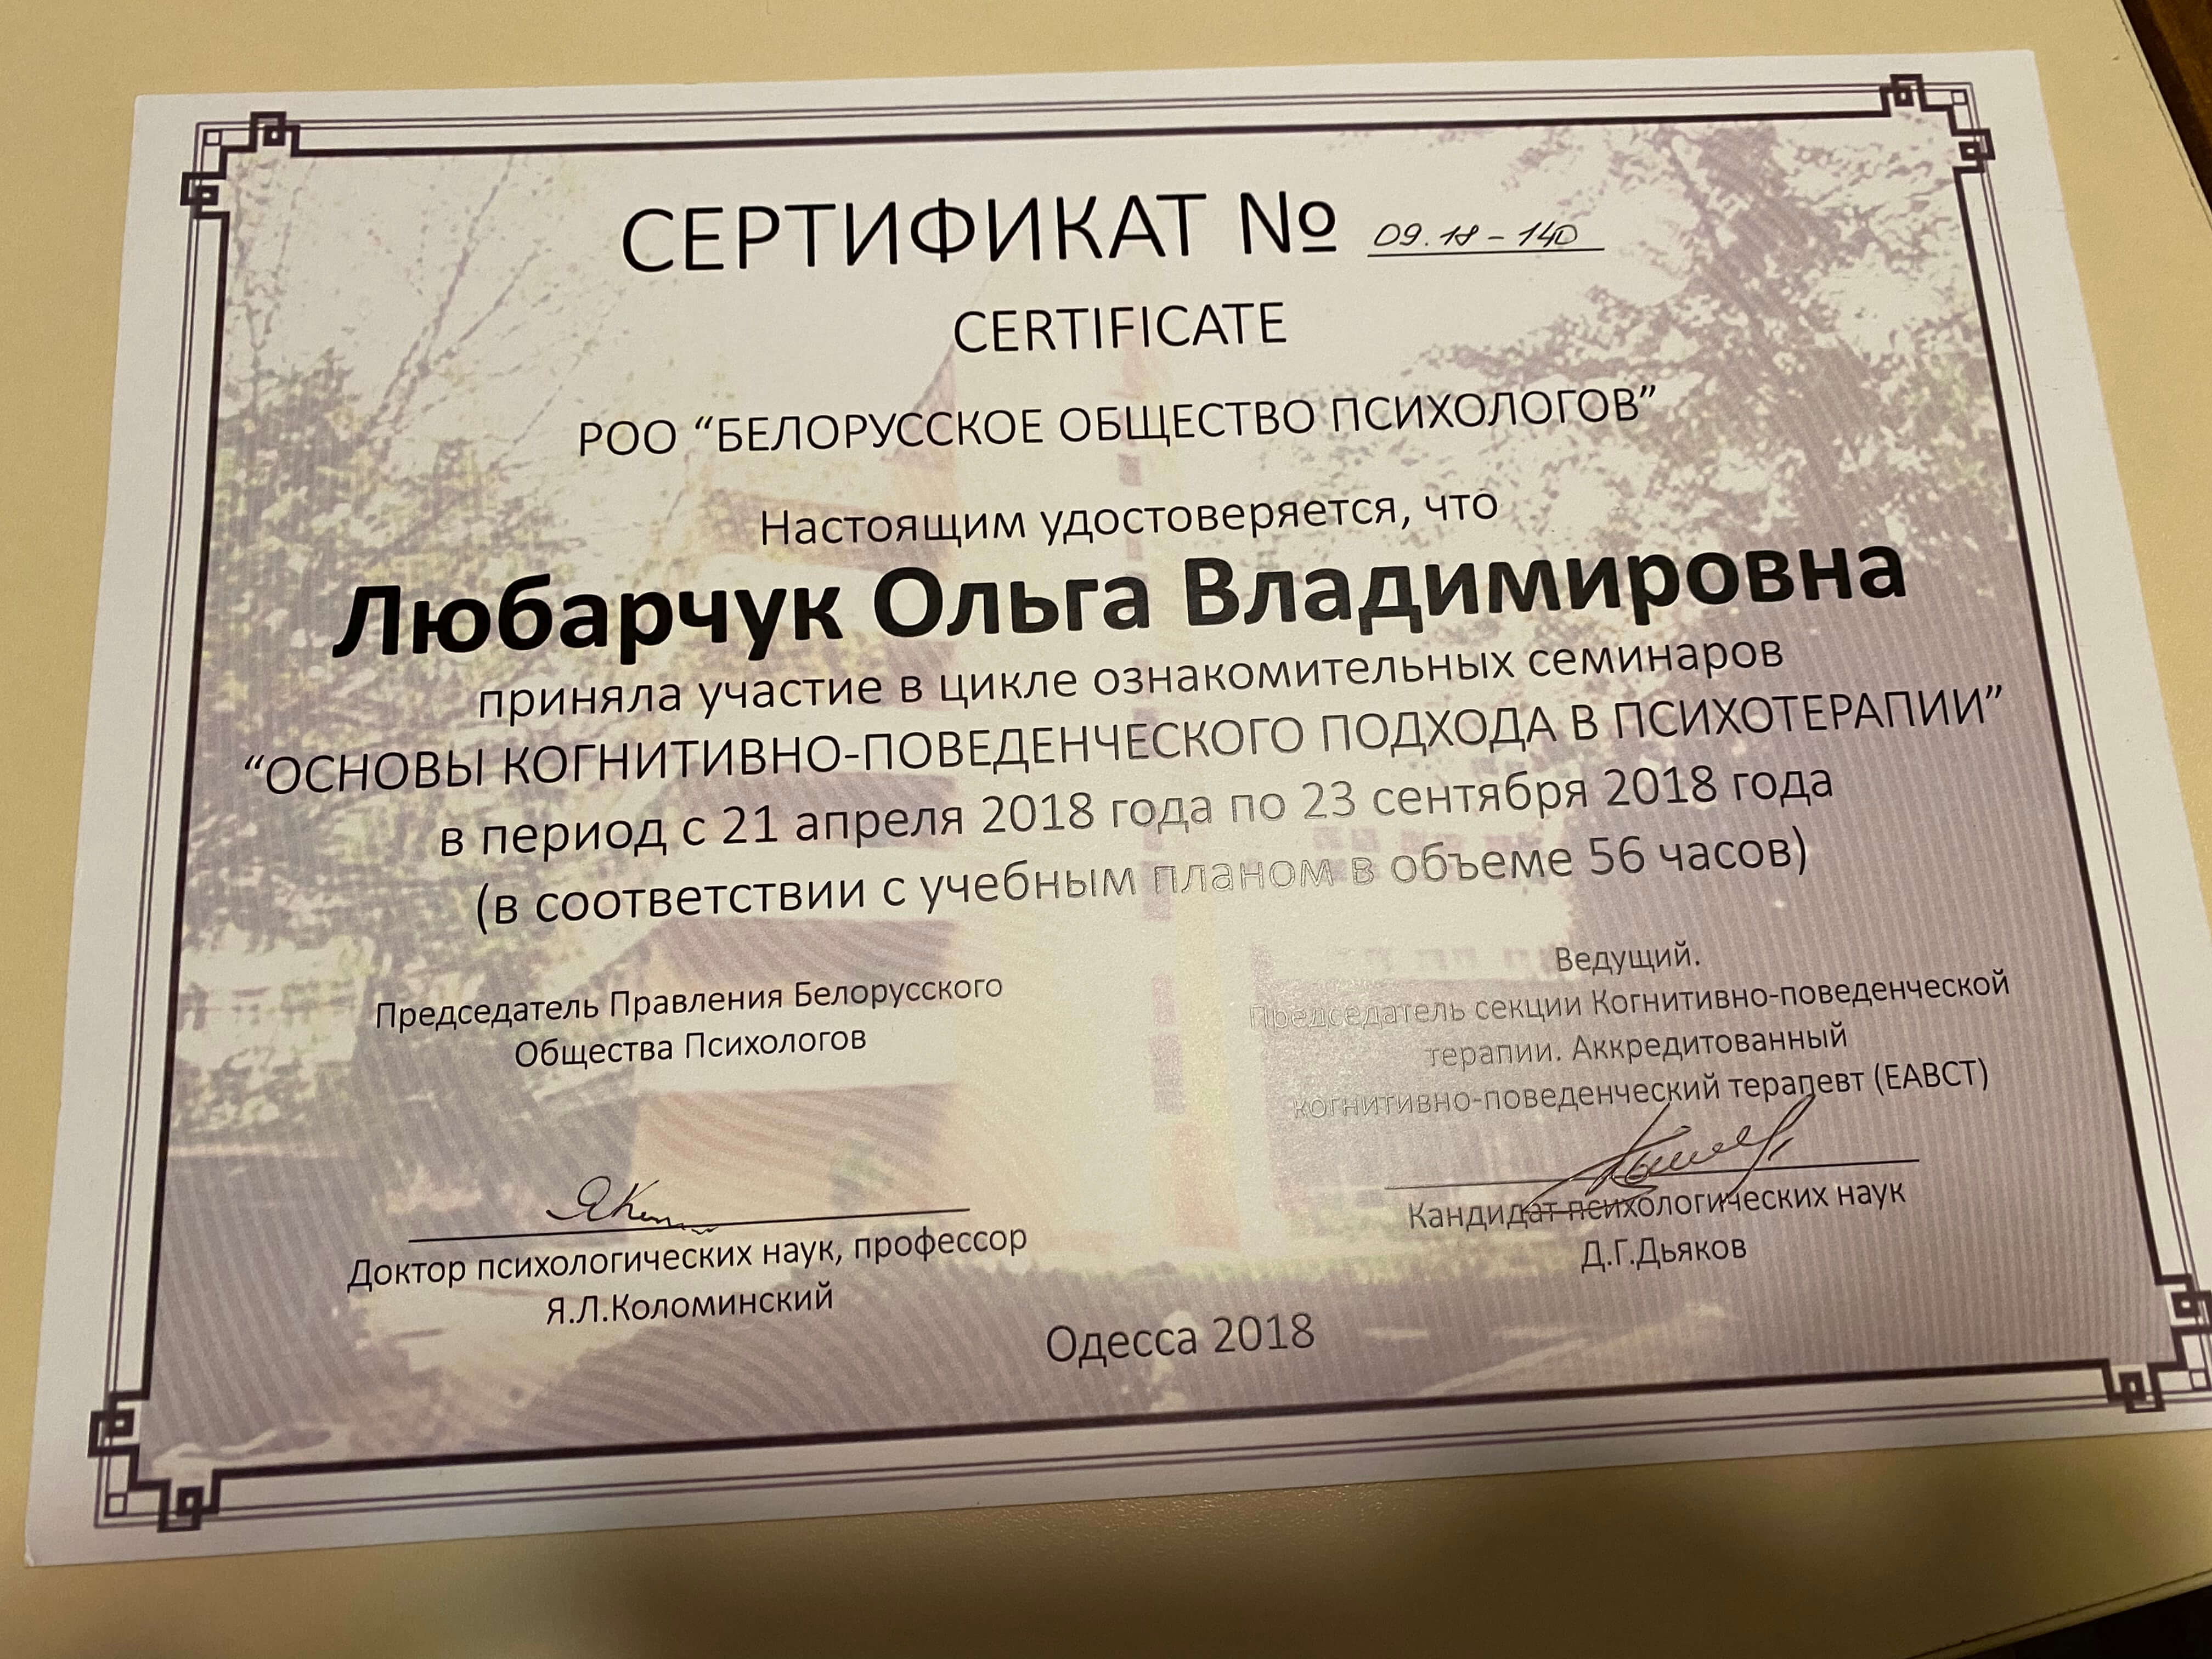 СЕРТИФИКАТ № 09.18-140
CERTIFICATE
РОО “БЕЛОРУССКОЕ ОБЩЕСТВО ПСИХОЛОГОВ”
Настоящим удостоверяется, что
Любарчук Ольга Владимировна
приняла участие в цикле ознакомительных семинаров
“ОСНОВЫ КОГНИТИВНО-ПОВЕДЕНЧЕСКОГО ПОДХОДА В ПСИХОТЕРАПИИ”
в период с 21 апреля 2018 года по 23 сентября 2018 года
(в соответствии с учебным планом в объеме 56 часов)
Председатель Правления Белорусского
Общества Психологов
Доктор психологических наук, профессор
Я.Л.Коломинский
Ведущий.
Председатель секции Когнитивно-поведенческой
терапии. Аккредитованный
когнитивно-поведенческий терапевт (EABCT)
Кандидат психологических наук
Д.Г.Дьяков
Одесса 2018